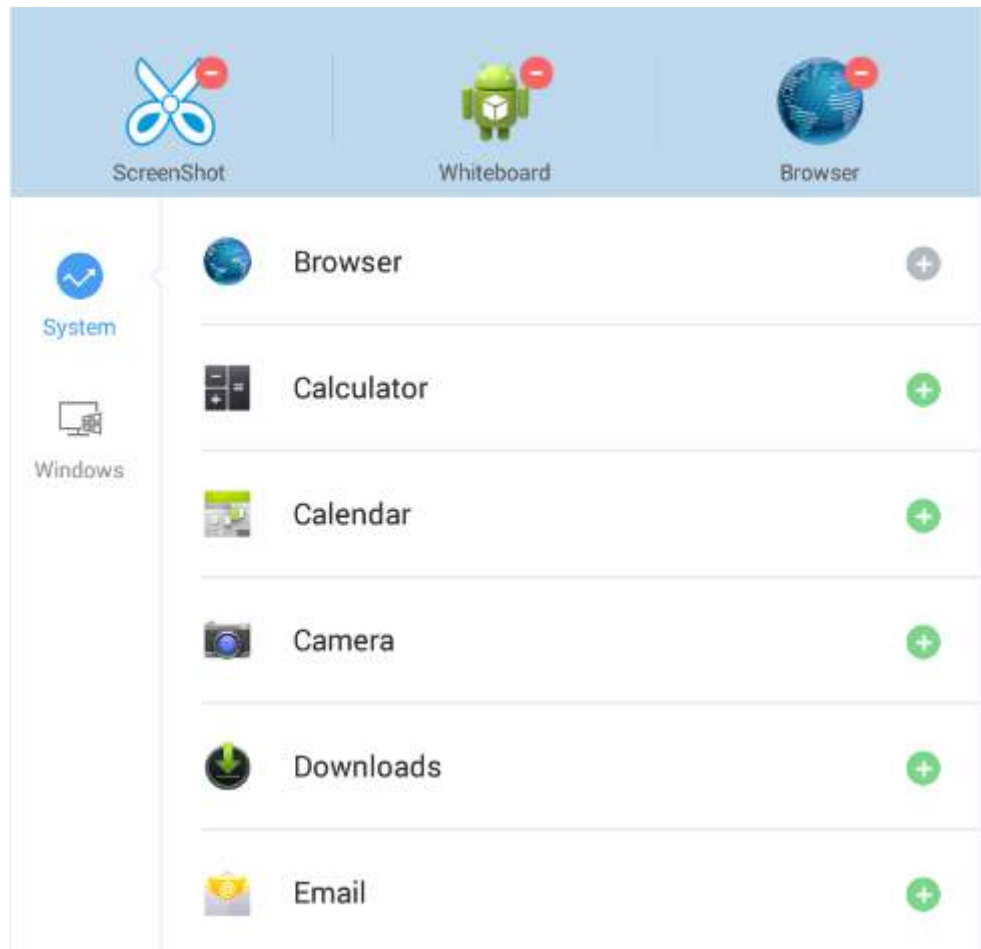 ScreenShot
Whiteboard
Browser
System
Windows
Browser
Calculator
Calendar
Camera
Downloads
Email